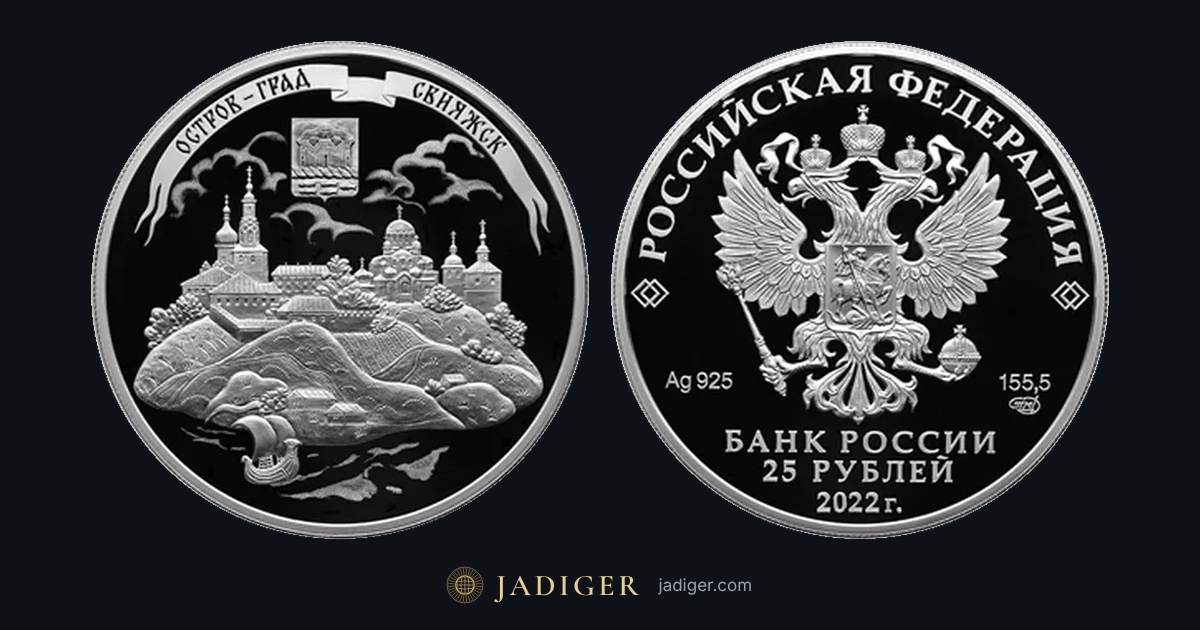 ОСТРОВ-ГРАД СВИЯЖСК
РОССИЙСКАЯ ФЕДЕРАЦИЯ
Ag 925
155,5
БАНК РОССИИ
25 РУБЛЕЙ
2022 г.
JADIGER jadiger.com